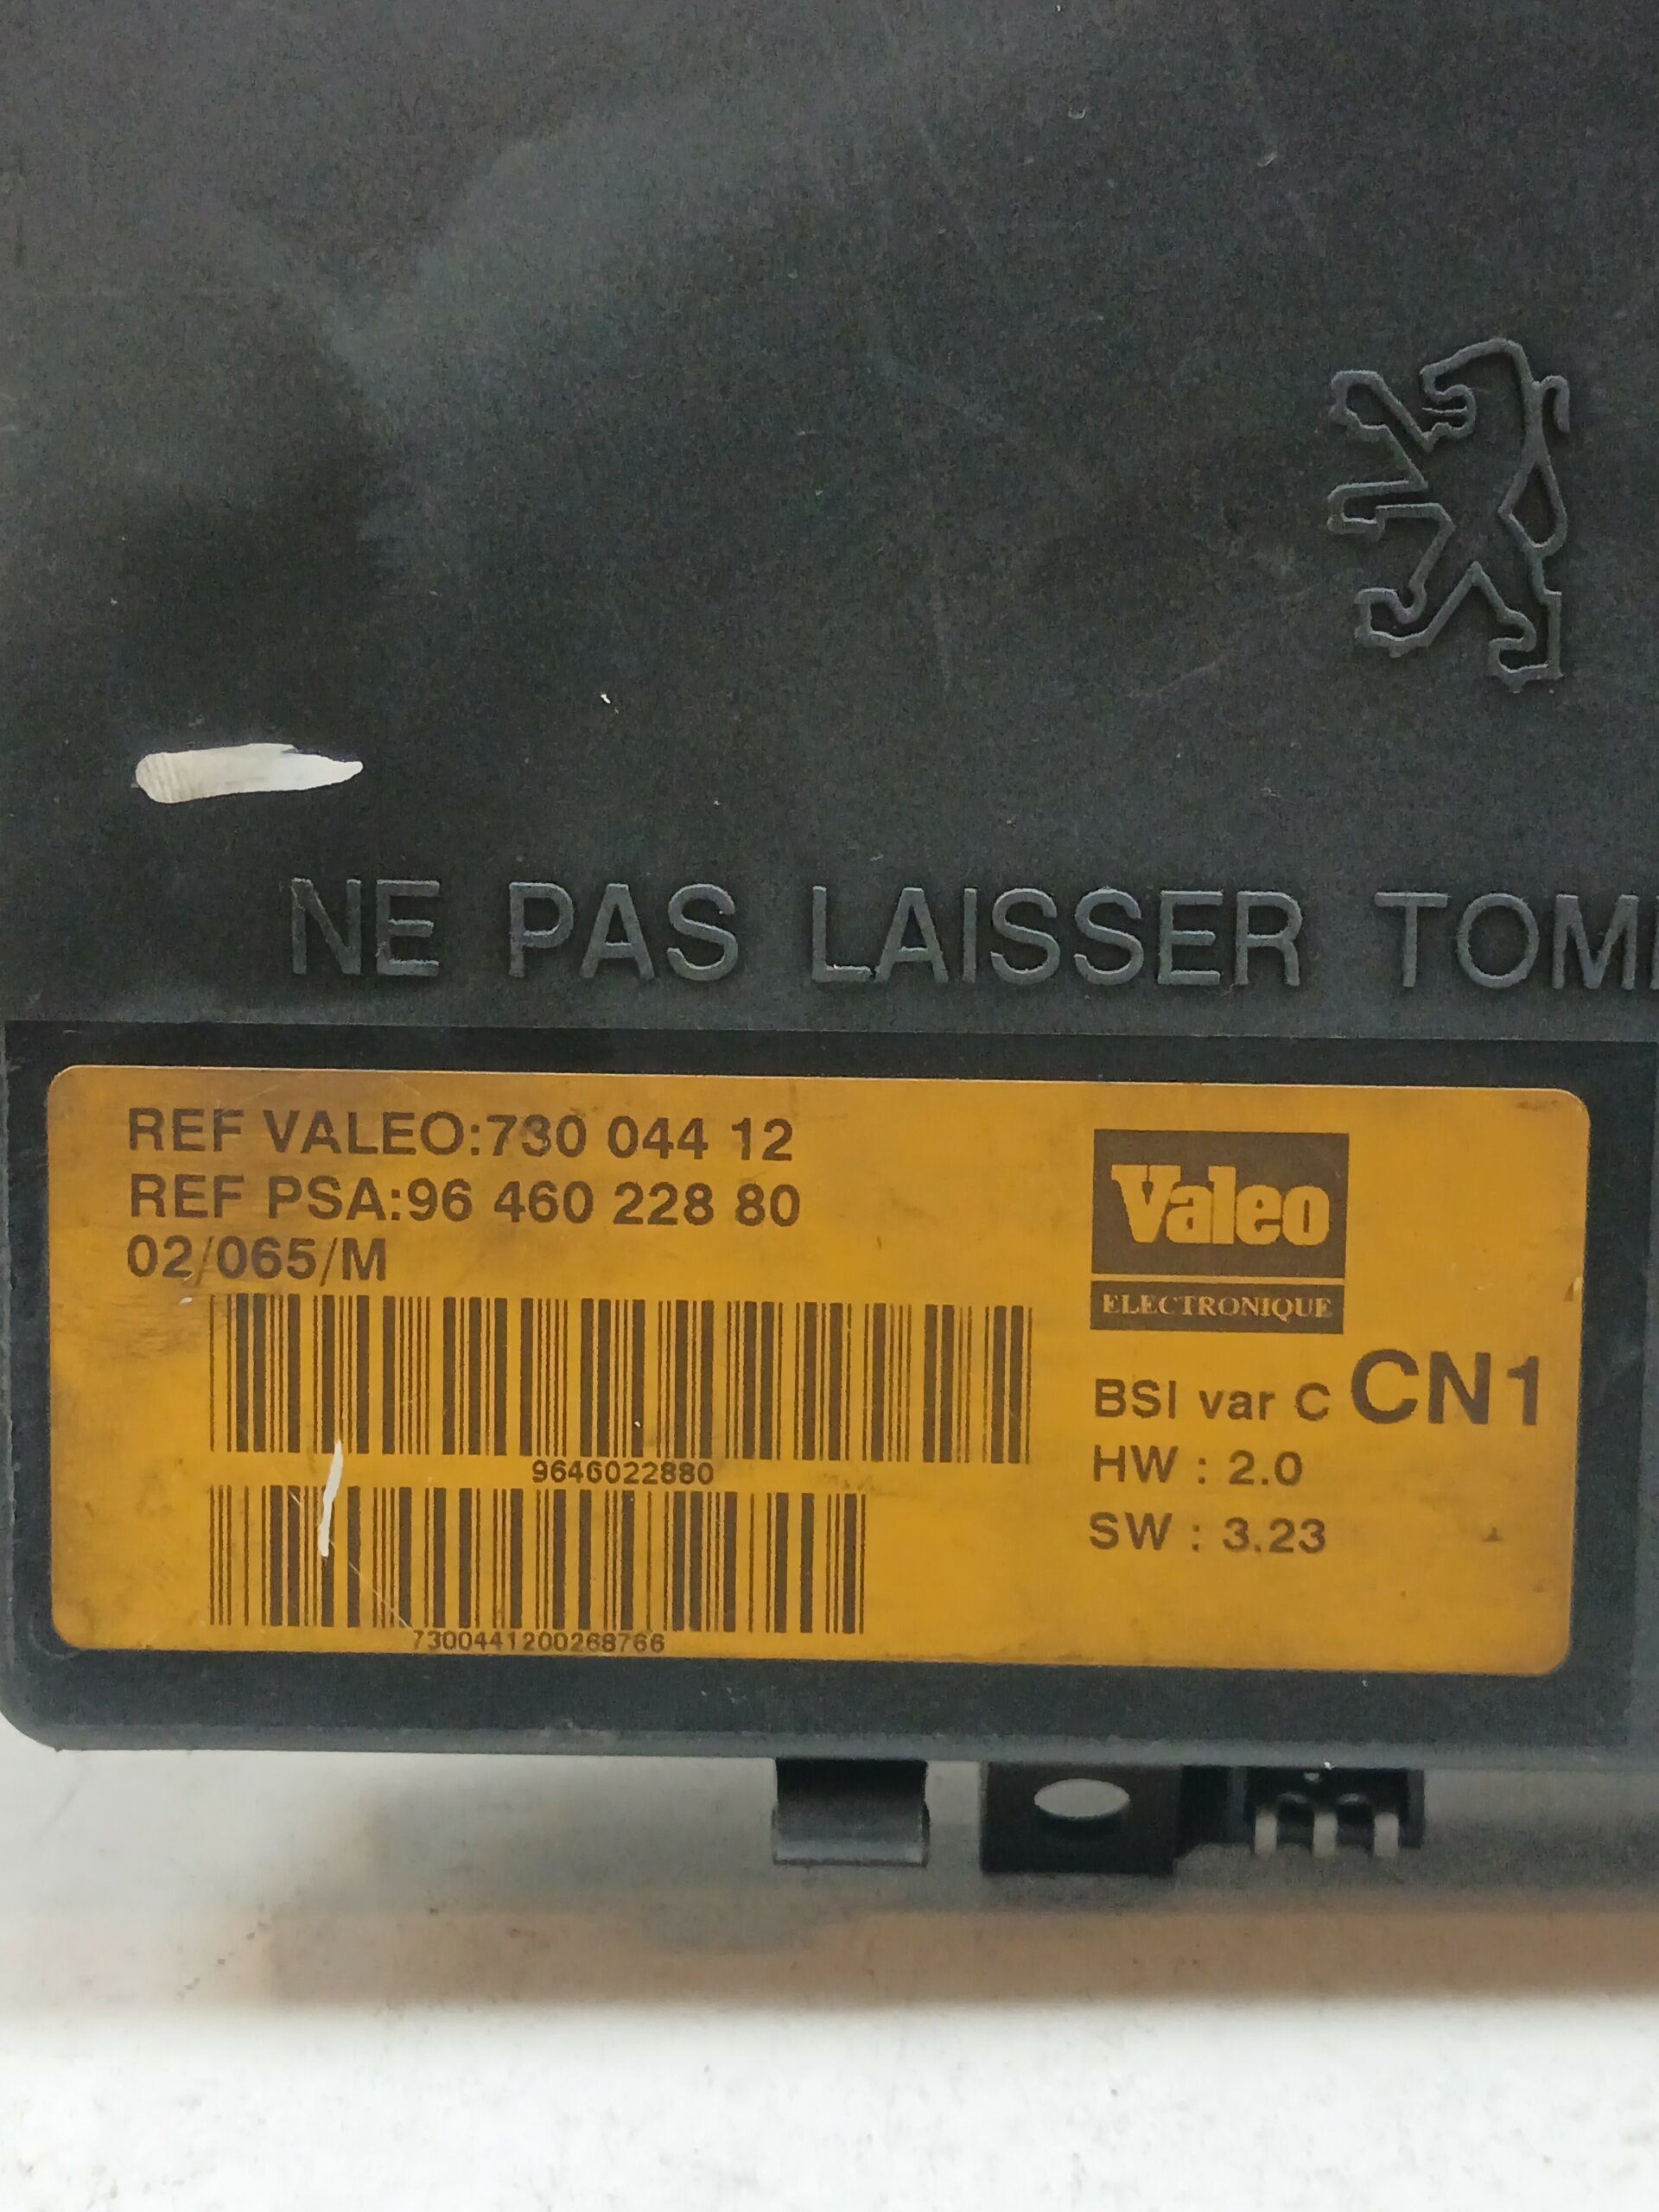 NE PAS LAISSER TOM
REF VALEO:730 044 12
REF PSA:96 460 228 80
02/065/M
Valeo
ELECTRONIQUE
BSI var C CN1
HW : 2.0
SW : 3.23
9646022880
7300441200268766